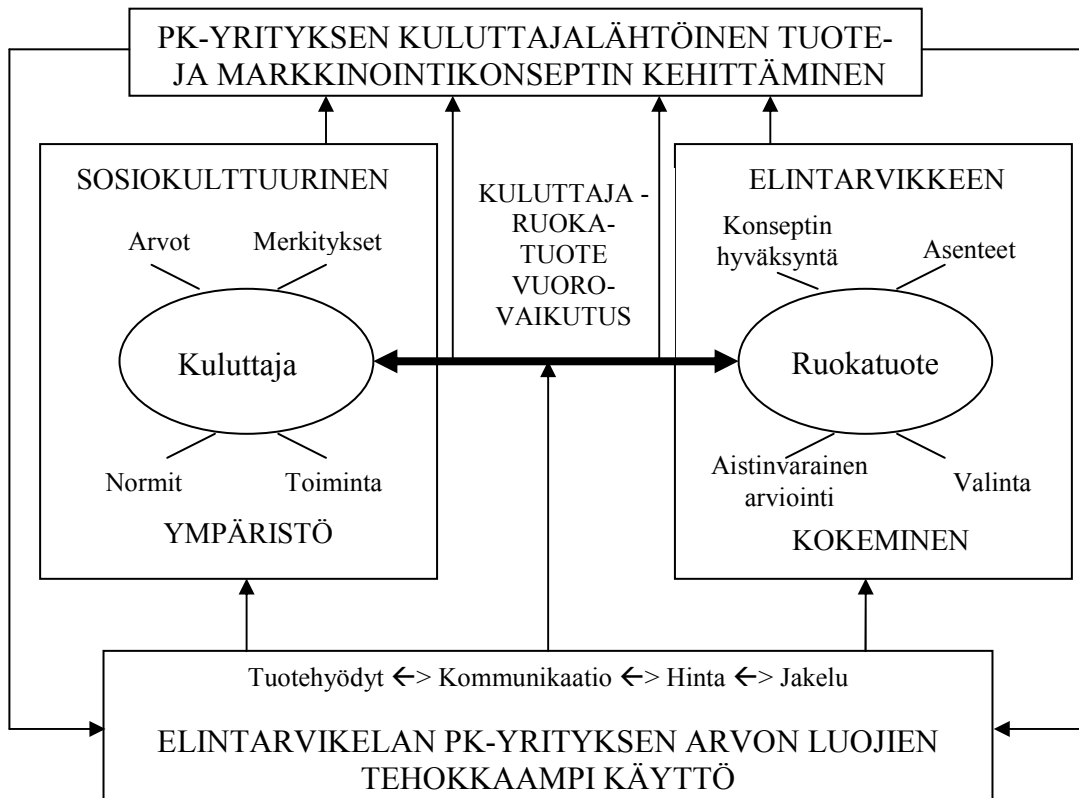 PK-YRITYKSEN KULUTTAJALÄHTÖINEN TUOTE-
JA MARKKINOINTIKONSEPTIN KEHITTÄMINEN
SOSIOKULTTUURINEN
Arvot
Merkitykset
Kuluttaja
Normit
Toiminta
YMPÄRISTÖ
KULUTTAJA -
RUOKA-
TUOTE
VUORO-
VAIKUTUS
ELINTARVIKKEEN
Konseptin
hyväksyntä
Asenteet
Ruokatuote
Aistinvarainen
arviointi
Valinta
KOKEMINEN
Tuotehyödyt <-> Kommunikaatio <-> Hinta <-> Jakelu
ELINTARVIKELAN PK-YRITYKSEN ARVON LUOJIEN
TEHOKKAAMPI KÄYTTÖ